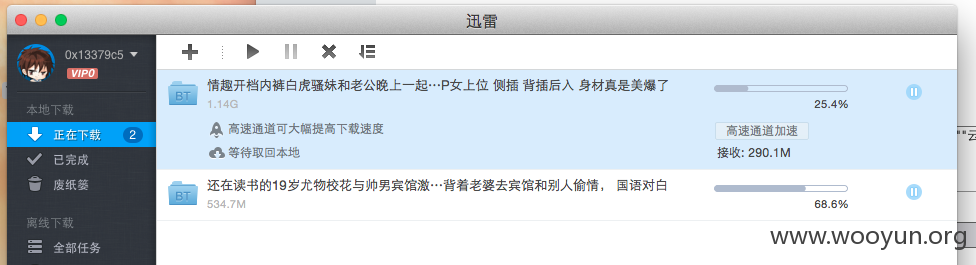 迅雷
0x13379c5
VIP0
本地下载
正在下载 2
已完成
废纸篓
离线下载
全部任务
BT
情趣开档内裤白虎骚妹和老公晚上一起…P女上位 侧插 背插后入 身材真是美爆了
1.14G
25.4%
高速通道可大幅提高下载速度
高速通道加速
等待取回本地
接收: 290.1M
BT
还在读书的19岁尤物校花与帅男宾馆激…背着老婆去宾馆和别人偷情， 国语对白
534.7M
68.6%
""云
www.wooyun.org